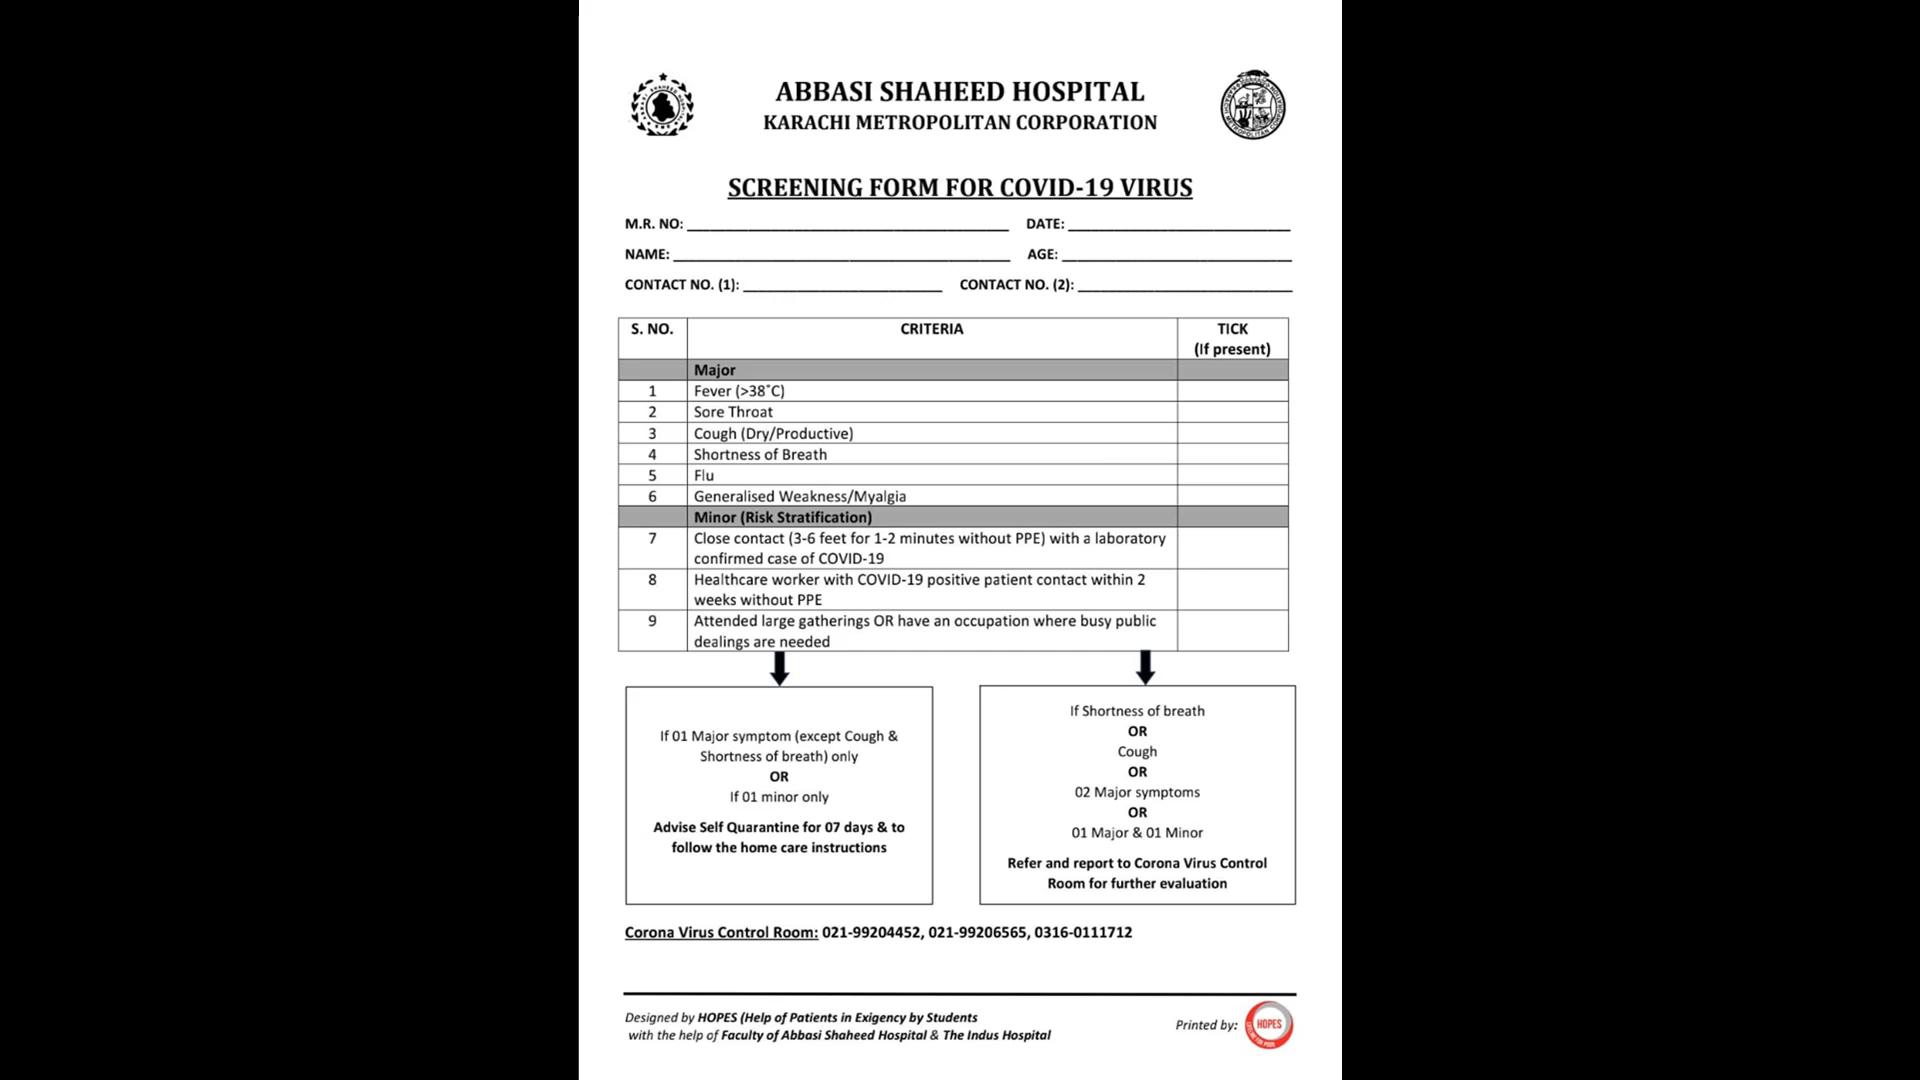 ABBASI SHAHEED HOSPITAL
KARACHI METROPOLITAN CORPORATION
SCREENING FORM FOR COVID-19 VIRUS
M.R. NO: DATE:
NAME: AGE:
CONTACT NO. (1): CONTACT NO. (2):
S. NO. CRITERIA TICK
(If present)
Major
1 Fever (>38˚C)
2 Sore Throat
3 Cough (Dry/Productive)
4 Shortness of Breath
5 Flu
6 Generalised Weakness/Myalgia
Minor (Risk Stratification)
7 Close contact (3-6 feet for 1-2 minutes without PPE) with a laboratory
confirmed case of COVID-19
8 Healthcare worker with COVID-19 positive patient contact within 2
weeks without PPE
9 Attended large gatherings OR have an occupation where busy public
dealings are needed
If 01 Major symptom (except Cough &
Shortness of breath) only
OR
If 01 minor only
Advise Self Quarantine for 07 days & to
follow the home care instructions
If Shortness of breath
OR
Cough
OR
02 Major symptoms
OR
01 Major & 01 Minor
Refer and report to Corona Virus Control
Room for further evaluation
Corona Virus Control Room: 021-99204452, 021-99206565, 0316-0111712
Designed by HOPES (Help of Patients in Exigency by Students
with the help of Faculty of Abbasi Shaheed Hospital & The Indus Hospital
Printed by:
HOPES